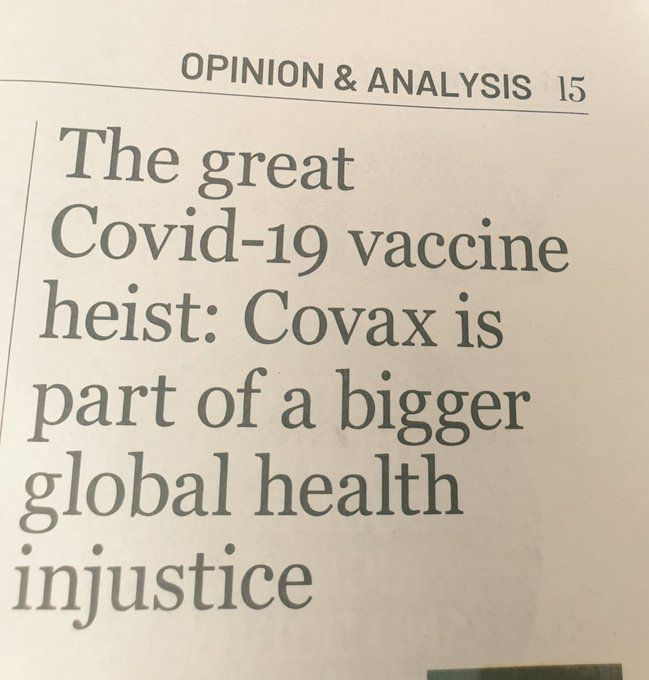 OPINION & ANALYSIS 15
The great
Covid-19 vaccine
heist: Covax is
part of a bigger
global health
injustice